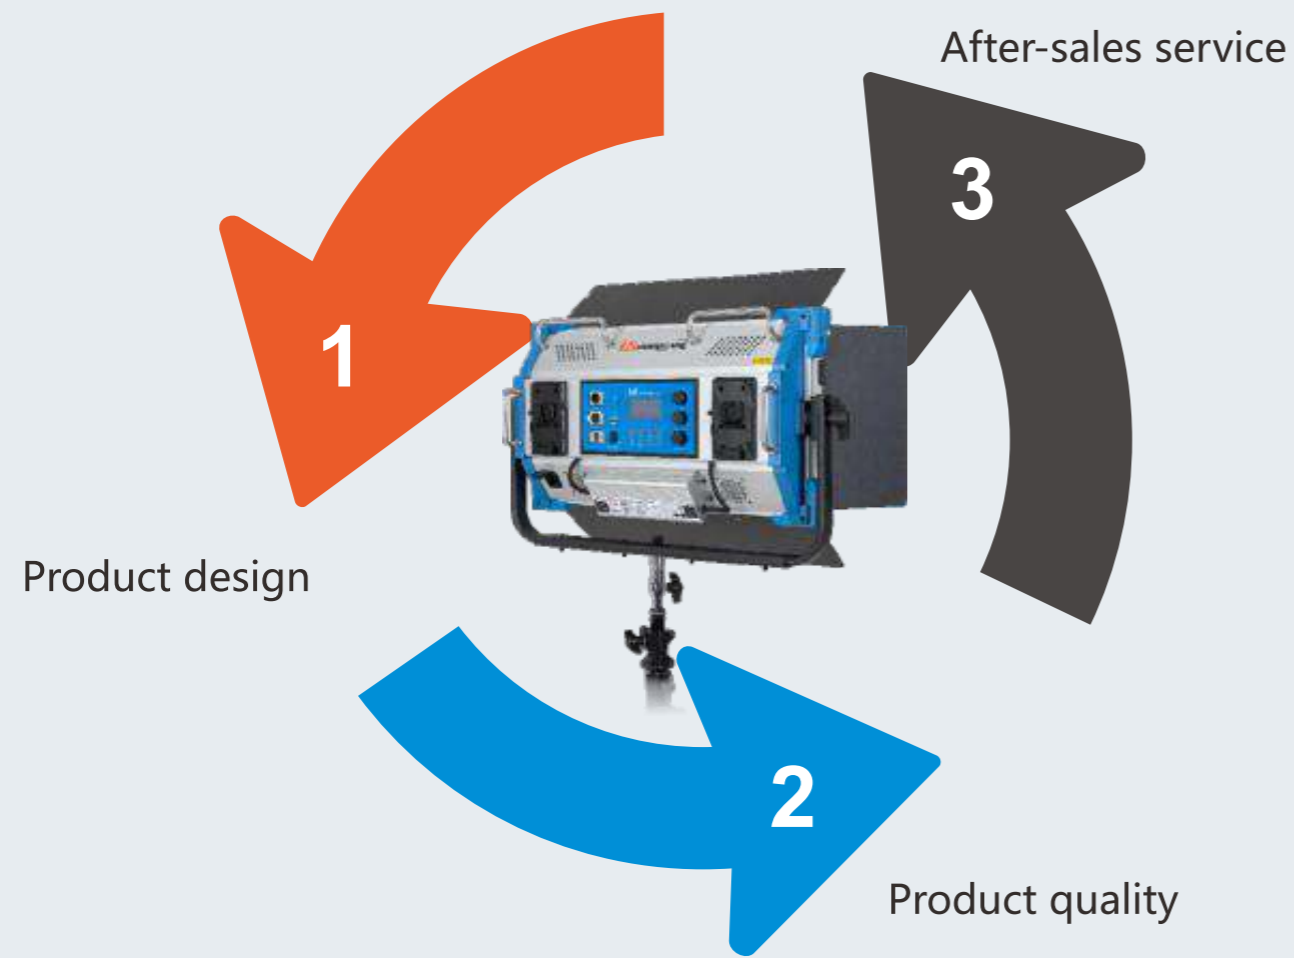 After-sales service
3
1
Product design
2
Product quality